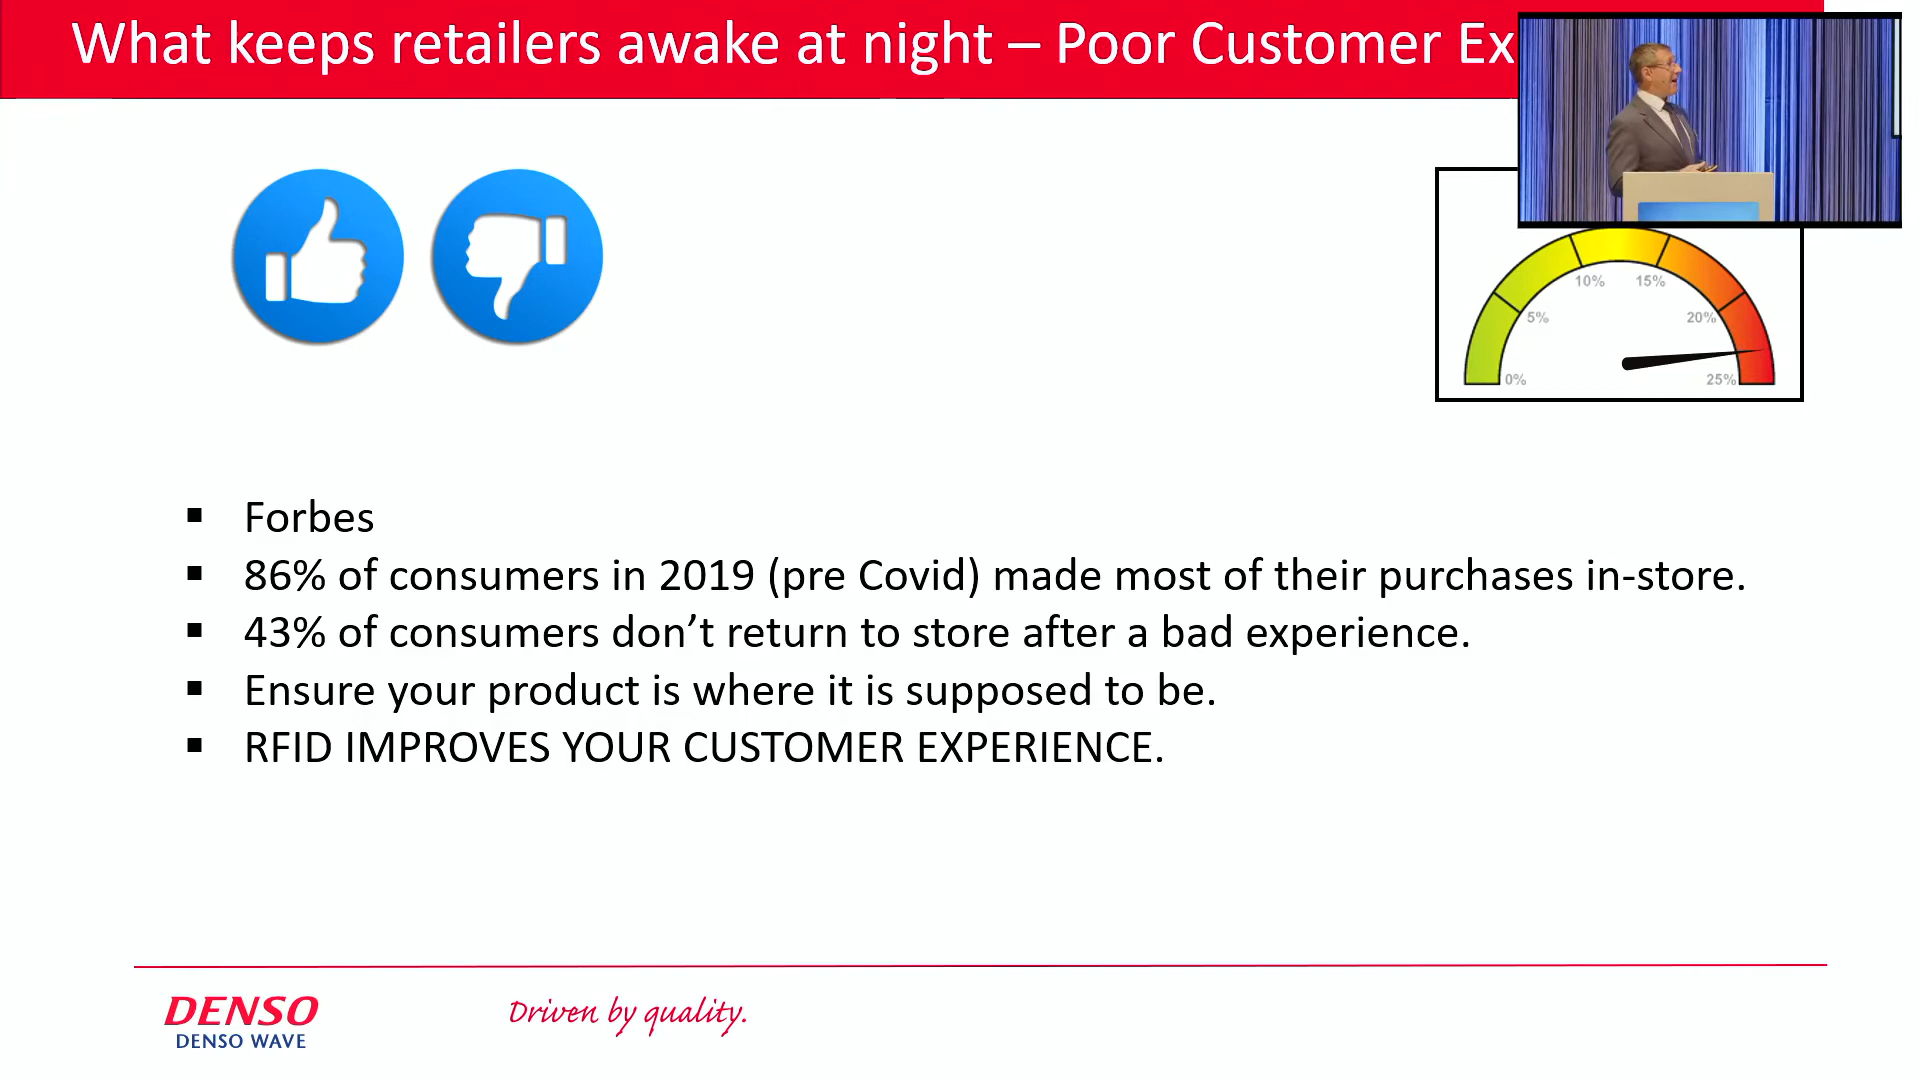 What keeps retailers awake at night – Poor Customer Ex
10% 15%
5% 20%
0% 25%
▪ Forbes
▪ 86% of consumers in 2019 (pre Covid) made most of their purchases in-store.
▪ 43% of consumers don’t return to store after a bad experience.
▪ Ensure your product is where it is supposed to be.
▪ RFID IMPROVES YOUR CUSTOMER EXPERIENCE.
DENSO
DENSO WAVE
Driven by quality.